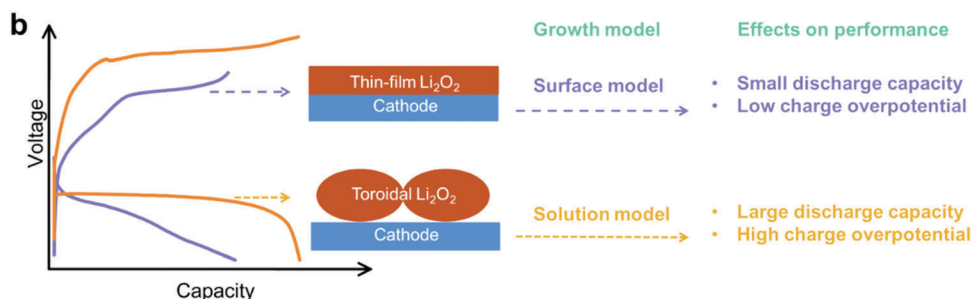 b
Growth model
Effects on performance
Voltage
Thin-film Li₂O₂
Cathode
Surface model
• Small discharge capacity
• Low charge overpotential
Toroidal Li₂O₂
Cathode
Solution model
• Large discharge capacity
• High charge overpotential
Capacity